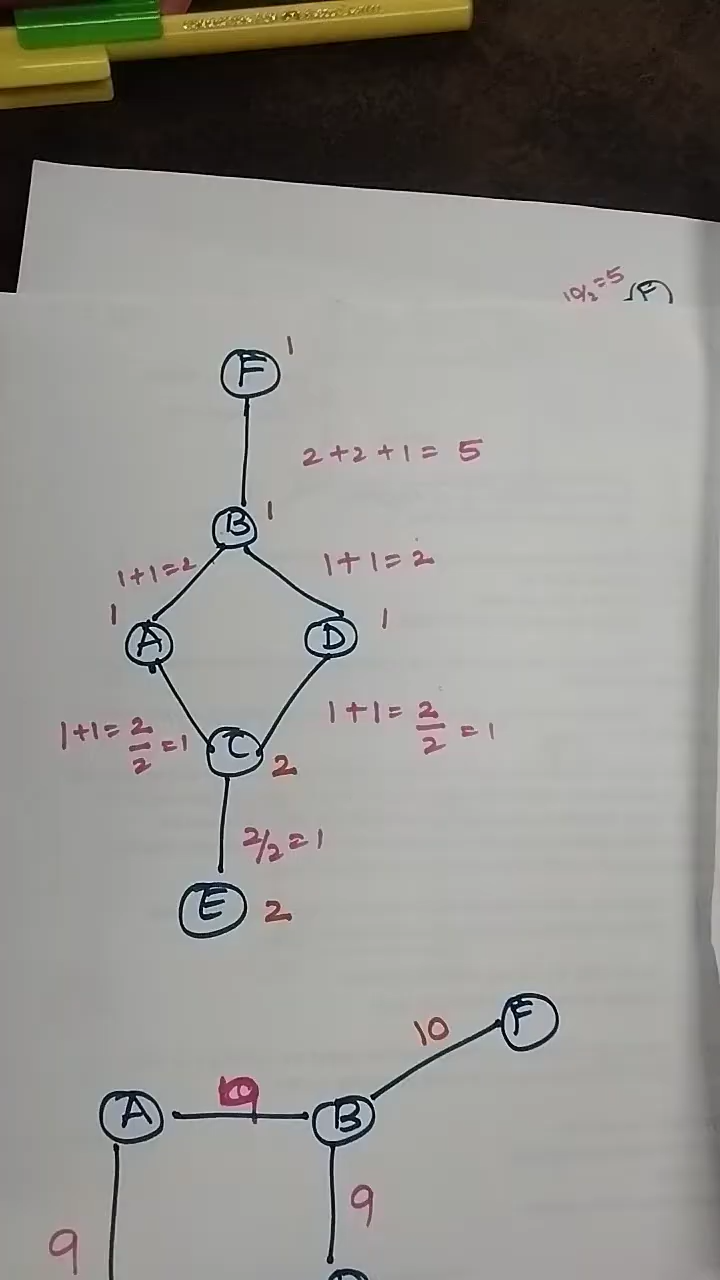 10/2=5 F
F 1
2+2+1= 5
B 1
1+1=2 1+1=2
1 A D 1
1+1= 2/2 =1 1+1= 2/2 =1
C 2
2/2=1
E 2
10 F
A B
9
9